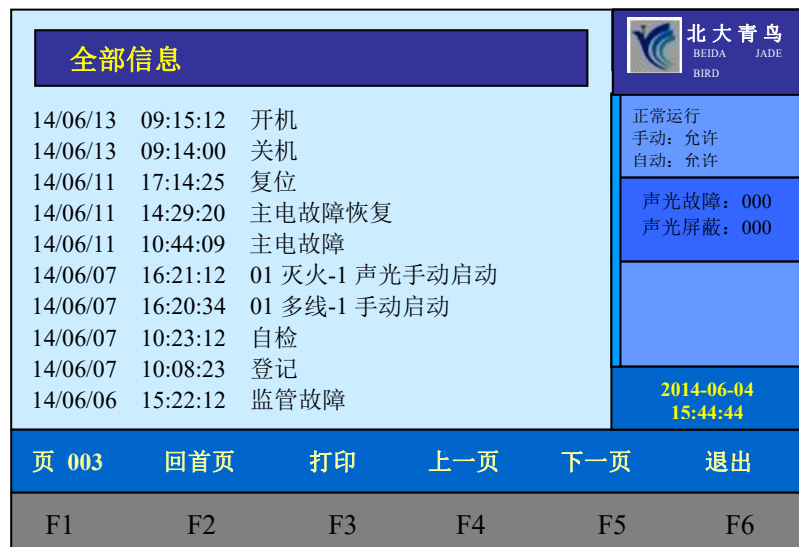 全部信息
北大青鸟
BEIDA JADE
BIRD
14/06/13 09:15:12 开机
14/06/13 09:14:00 关机
14/06/11 17:14:25 复位
14/06/11 14:29:20 主电故障恢复
14/06/11 10:44:09 主电故障
14/06/07 16:21:12 01 灭火-1 声光手动启动
14/06/07 16:20:34 01 多线-1 手动启动
14/06/07 10:23:12 自检
14/06/07 10:08:23 登记
14/06/06 15:22:12 监管故障
正常运行
手动：允许
自动：允许
声光故障：000
声光屏蔽：000
2014-06-04
15:44:44
页 003 回首页 打印 上一页 下一页 退出
F1 F2 F3 F4 F5 F6